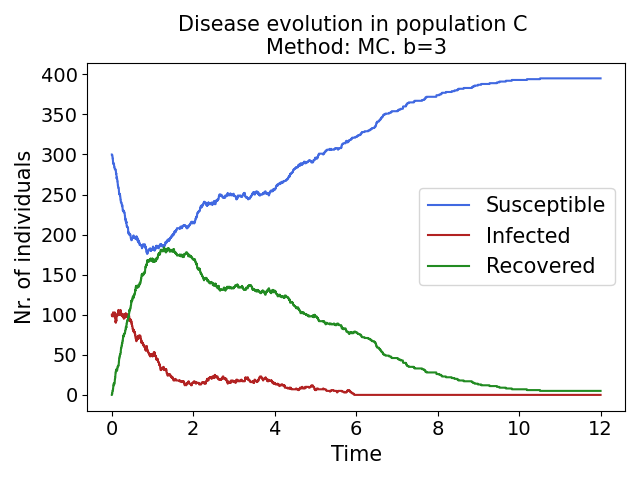 Disease evolution in population C
Method: MC. b=3
Nr. of individuals
400
350
300
250
200
150
100
50
0
Susceptible
Infected
Recovered
0 2 4 6 8 10 12
Time